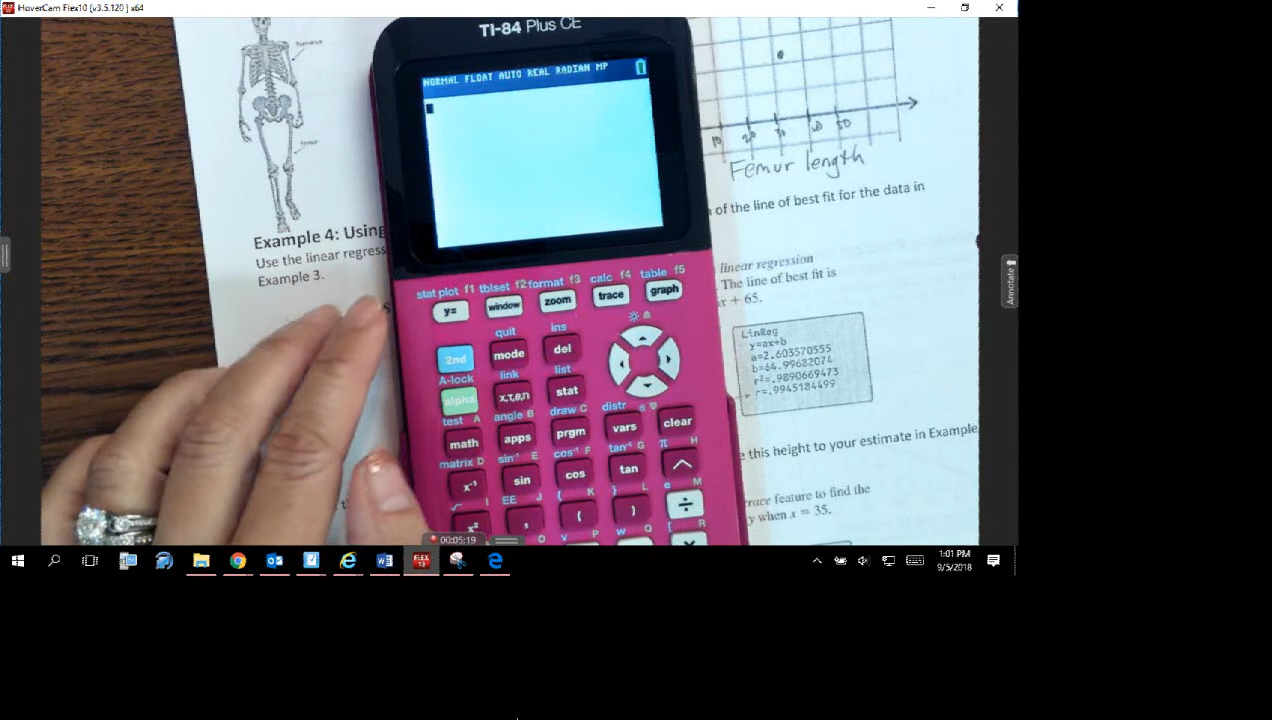 HoverCam Flex10 [v3.5.129 ] x64
humerus
femur
TI-84 Plus CE
NORMAL FLOAT AUTO REAL RADIAN MP
10 20 30 40 50
Femur length
of the line of best fit for the data in
Example 4: Using
Use the linear regress
Example 3.
linear regression
. The line of best fit is
x + 65.
LinReg
y=ax+b
a=2.603570555
b=64.99682074
r²=.9890669473
r=.9945184499
e this height to your estimate in Example
race feature to find the
y when x = 35.
stat plot f1 tblset f2 format f3 calc f4 table f5
y= window zoom trace graph
quit ins
2nd mode del
A-lock link list
alpha X,T,θ,n stat
test A angle B draw C distr
math apps prgm vars clear
matrix D sin⁻¹ E cos⁻¹ F tan⁻¹ G π H
x⁻¹ sin cos tan ^
√ I EE J { K } L e M
x² , ( ) ÷
O V P W Q [ R
Annotate
00:05:19
FLEX
1:01 PM
9/5/2018